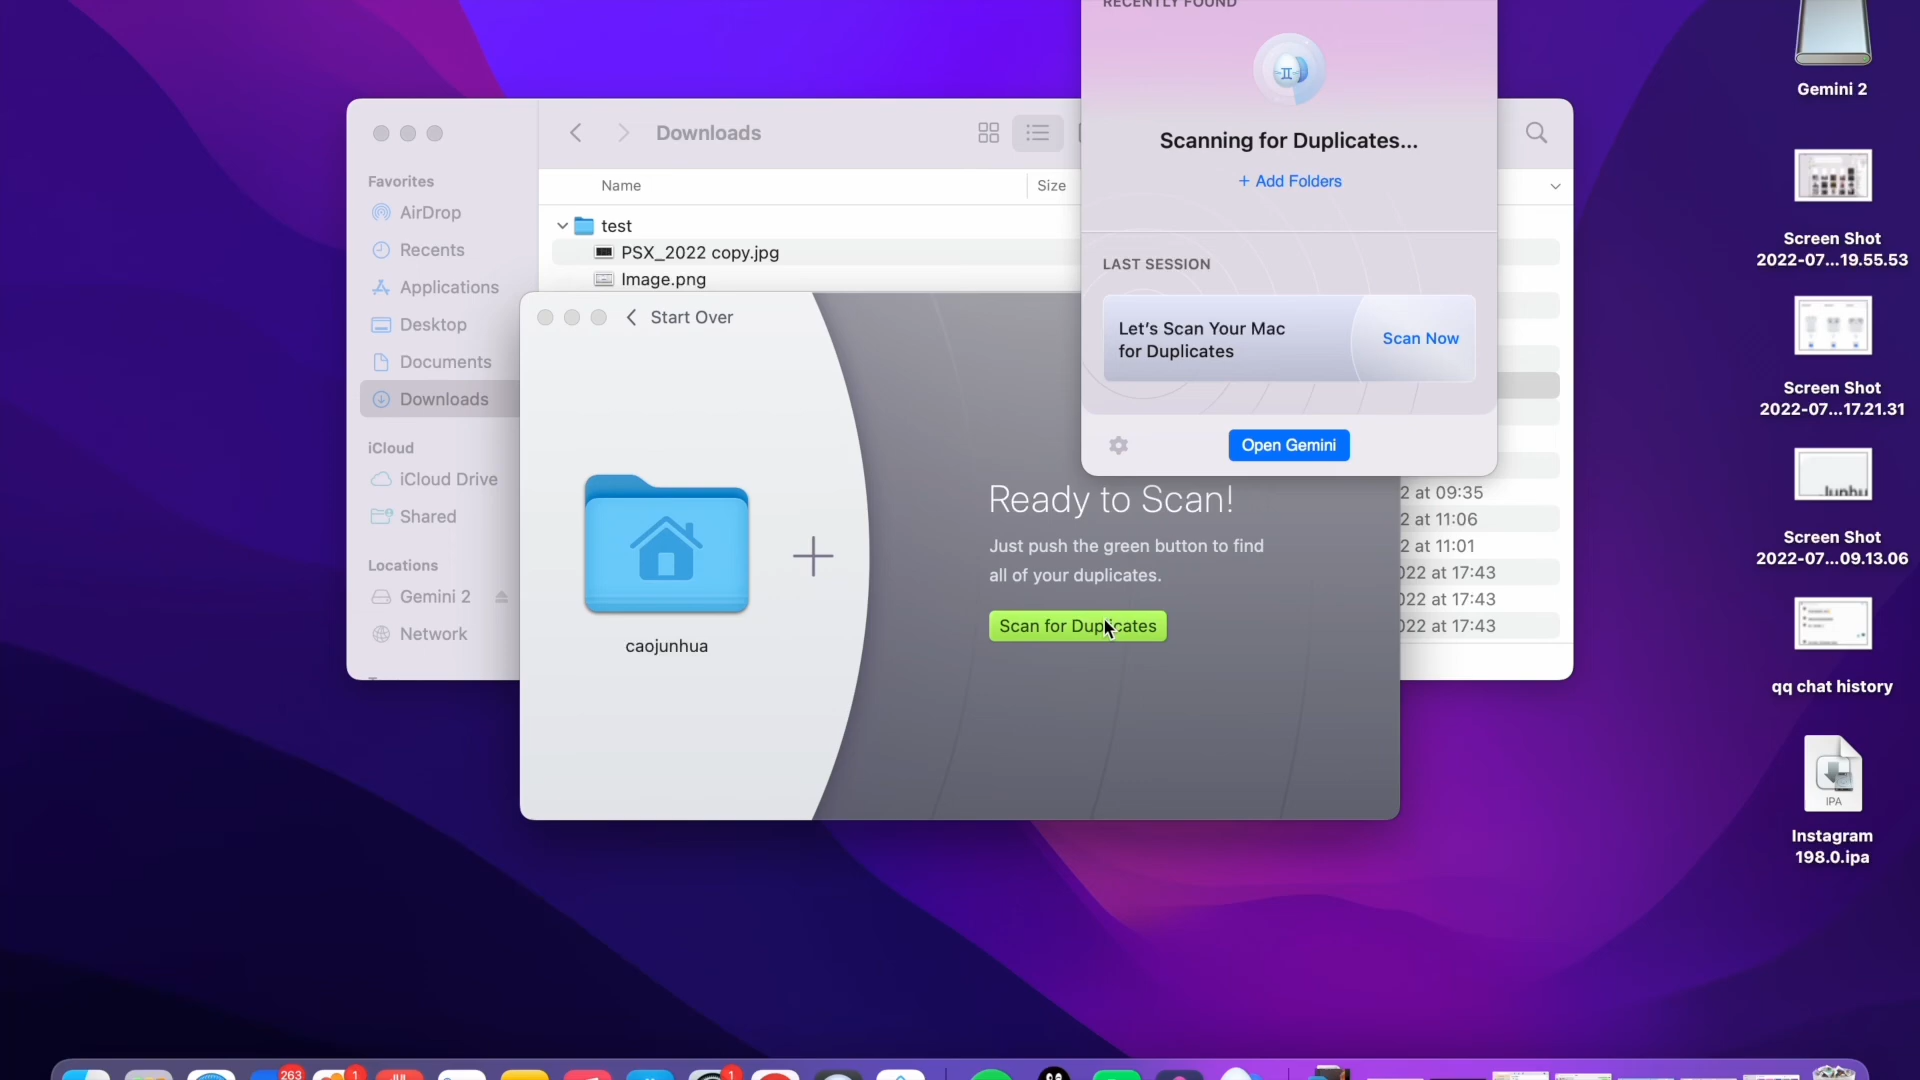 RECENTLY FOUND
Scanning for Duplicates...
+ Add Folders
LAST SESSION
Let's Scan Your Mac
for Duplicates
Scan Now
Open Gemini
Downloads
Name
Size
test
PSX_2022 copy.jpg
Image.png
Favorites
AirDrop
Recents
Applications
Desktop
Documents
Downloads
iCloud
iCloud Drive
Shared
Locations
Gemini 2
Network
Start Over
caojunhua
Ready to Scan!
Just push the green button to find
all of your duplicates.
Scan for Duplicates
2 at 09:35
2 at 11:06
2 at 11:01
022 at 17:43
022 at 17:43
022 at 17:43
Gemini 2
Screen Shot
2022-07...19.55.53
Screen Shot
2022-07...17.21.31
Screen Shot
2022-07...09.13.06
qq chat history
IPA
Instagram
198.0.ipa
263
1
1